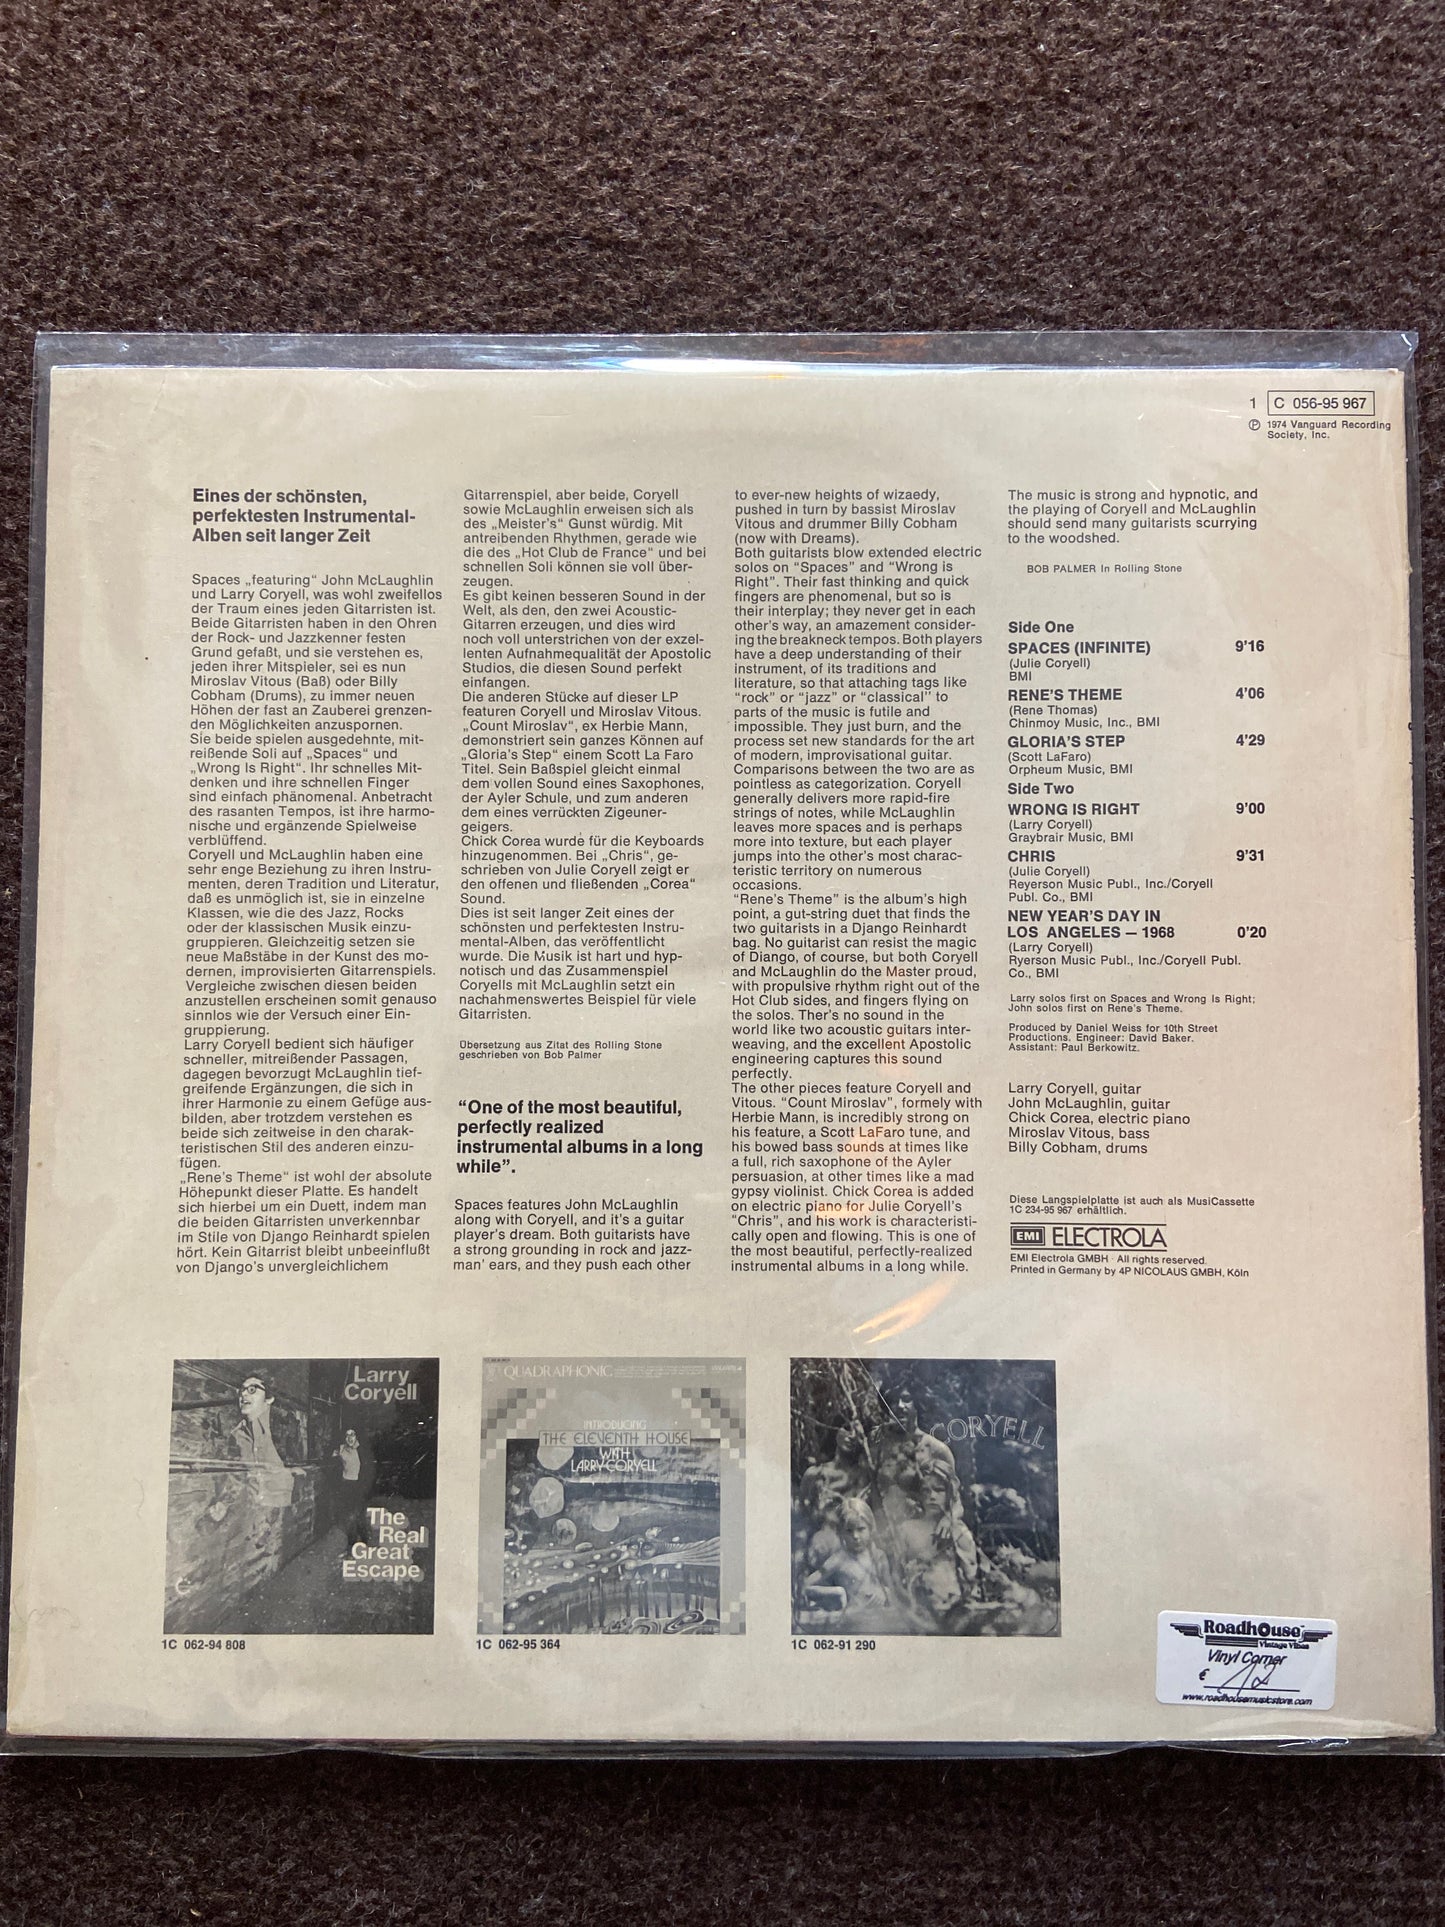 1 C 056-95 967
℗ 1974 Vanguard Recording
Society, Inc.
Eines der schönsten,
perfektesten Instrumental-
Alben seit langer Zeit
Spaces „featuring“ John McLaughlin
und Larry Coryell, was wohl zweifellos
der Traum eines jeden Gitarristen ist.
Beide Gitarristen haben in den Ohren
der Rock- und Jazzkenner festen
Grund gefaßt, und sie verstehen es,
jeden ihrer Mitspieler, sei es nun
Miroslav Vitous (Baß) oder Billy
Cobham (Drums), zu immer neuen
Höhen der fast an Zauberei grenzen-
den Möglichkeiten anzuspornen.
Sie beide spielen ausgedehnte, mit-
reißende Soli auf „Spaces“ und
„Wrong Is Right“. Ihr schnelles Mit-
denken und ihre schnellen Finger
sind einfach phänomenal. Anbetracht
des rasanten Tempos, ist ihre harmo-
nische und ergänzende Spielweise
verblüffend.
Coryell und McLaughlin haben eine
sehr enge Beziehung zu ihren Instru-
menten, deren Tradition und Literatur,
daß es unmöglich ist, sie in einzelne
Klassen, wie die des Jazz, Rocks
oder der klassischen Musik einzu-
gruppieren. Gleichzeitig setzen sie
neue Maßstäbe in der Kunst des mo-
dernen, improvisierten Gitarrenspiels.
Vergleiche zwischen diesen beiden
anzustellen erscheinen somit genauso
sinnlos wie der Versuch einer Ein-
gruppierung.
Larry Coryell bedient sich häufiger
schneller, mitreißender Passagen,
dagegen bevorzugt McLaughlin tief-
greifende Ergänzungen, die sich in
ihrer Harmonie zu einem Gefüge aus-
bilden, aber trotzdem verstehen es
beide sich zeitweise in den charak-
teristischen Stil des anderen einzu-
fügen.
„Rene’s Theme“ ist wohl der absolute
Höhepunkt dieser Platte. Es handelt
sich hierbei um ein Duett, indem man
die beiden Gitarristen unverkennbar
im Stile von Django Reinhardt spielen
hört. Kein Gitarrist bleibt unbeeinflußt
von Django’s unvergleichlichem
Gitarrenspiel, aber beide, Coryell
sowie McLaughlin erweisen sich als
des „Meister’s“ Gunst würdig. Mit
antreibenden Rhythmen, gerade wie
die des „Hot Club de France“ und bei
schnellen Soli können sie voll über-
zeugen.
Es gibt keinen besseren Sound in der
Welt, als den, den zwei Acoustic-
Gitarren erzeugen, und dies wird
noch voll unterstrichen von der exzel-
lenten Aufnahmequalität der Apostolic
Studios, die diesen Sound perfekt
einfangen.
Die anderen Stücke auf dieser LP
featuren Coryell und Miroslav Vitous.
„Count Miroslav“, ex Herbie Mann,
demonstriert sein ganzes Können auf
„Gloria’s Step“ einem Scott La Faro
Titel. Sein Baßspiel gleicht einmal
dem vollen Sound eines Saxophones,
der Ayler Schule, und zum anderen
dem eines verrückten Zigeuner-
geigers.
Chick Corea wurde für die Keyboards
hinzugenommen. Bei „Chris“, ge-
schrieben von Julie Coryell zeigt er
den offenen und fließenden „Corea“
Sound.
Dies ist seit langer Zeit eines der
schönsten und perfektesten Instru-
mental-Alben, das veröffentlicht
wurde. Die Musik ist hart und hyp-
notisch und das Zusammenspiel
Coryells mit McLaughlin setzt ein
nachahmenswertes Beispiel für viele
Gitarristen.
Übersetzung aus Zitat des Rolling Stone
geschrieben von Bob Palmer
“One of the most beautiful,
perfectly realized
instrumental albums in a long
while”.
Spaces features John McLaughlin
along with Coryell, and it’s a guitar
player’s dream. Both guitarists have
a strong grounding in rock and jazz-
man’ ears, and they push each other
to ever-new heights of wizaedy,
pushed in turn by bassist Miroslav
Vitous and drummer Billy Cobham
(now with Dreams).
Both guitarists blow extended electric
solos on “Spaces” and “Wrong is
Right”. Their fast thinking and quick
fingers are phenomenal, but so is
their interplay; they never get in each
other’s way, an amazement consider-
ing the breakneck tempos. Both players
have a deep understanding of their
instrument, of its traditions and
literature, so that attaching tags like
“rock” or “jazz” or “classical” to
parts of the music is futile and
impossible. They just burn, and the
process set new standards for the art
of modern, improvisational guitar.
Comparisons between the two are as
pointless as categorization. Coryell
generally delivers more rapid-fire
strings of notes, while McLaughlin
leaves more spaces and is perhaps
more into texture, but each player
jumps into the other’s most charac-
teristic territory on numerous
occasions.
“Rene’s Theme” is the album’s high
point, a gut-string duet that finds the
two guitarists in a Django Reinhardt
bag. No guitarist can resist the magic
of Diango, of course, but both Coryell
and McLaughlin do the Master proud,
with propulsive rhythm right out of the
Hot Club sides, and fingers flying on
the solos. Ther’s no sound in the
world like two acoustic guitars inter-
weaving, and the excellent Apostolic
engineering captures this sound
perfectly.
The other pieces feature Coryell and
Vitous. “Count Miroslav”, formely with
Herbie Mann, is incredibly strong on
his feature, a Scott LaFaro tune, and
his bowed bass sounds at times like
a full, rich saxophone of the Ayler
persuasion, at other times like a mad
gypsy violinist. Chick Corea is added
on electric piano for Julie Coryell’s
“Chris”, and his work is characteristi-
cally open and flowing. This is one of
the most beautiful, perfectly-realized
instrumental albums in a long while.
The music is strong and hypnotic, and
the playing of Coryell and McLaughlin
should send many guitarists scurrying
to the woodshed.
BOB PALMER In Rolling Stone
Side One
SPACES (INFINITE) 9’16
(Julie Coryell)
BMI
RENE’S THEME 4’06
(Rene Thomas)
Chinmoy Music, Inc., BMI
GLORIA’S STEP 4’29
(Scott LaFaro)
Orpheum Music, BMI
Side Two
WRONG IS RIGHT 9’00
(Larry Coryell)
Graybrair Music, BMI
CHRIS 9’31
(Julie Coryell)
Reyerson Music Publ., Inc./Coryell
Publ. Co., BMI
NEW YEAR’S DAY IN
LOS ANGELES – 1968 0’20
(Larry Coryell)
Ryerson Music Publ., Inc./Coryell Publ.
Co., BMI
Larry solos first on Spaces and Wrong Is Right;
John solos first on Rene’s Theme.
Produced by Daniel Weiss for 10th Street
Productions. Engineer: David Baker.
Assistant: Paul Berkowitz.
Larry Coryell, guitar
John McLaughlin, guitar
Chick Corea, electric piano
Miroslav Vitous, bass
Billy Cobham, drums
Diese Langspielplatte ist auch als MusiCassette
1C 234-95 967 erhältlich.
EMI ELECTROLA
EMI Electrola GMBH · All rights reserved.
Printed in Germany by 4P NICOLAUS GMBH, Köln
Larry
Coryell
The
Real
Great
Escape
1C 062-94 808
QUADRAPHONIC
INTRODUCING
THE ELEVENTH HOUSE
WITH
LARRY CORYELL
1C 062-95 364
CORYELL
1C 062-91 290
RoadhOuse
Vintage Vibes
Vinyl Corner
€ 12
www.roadhousemusicstore.com